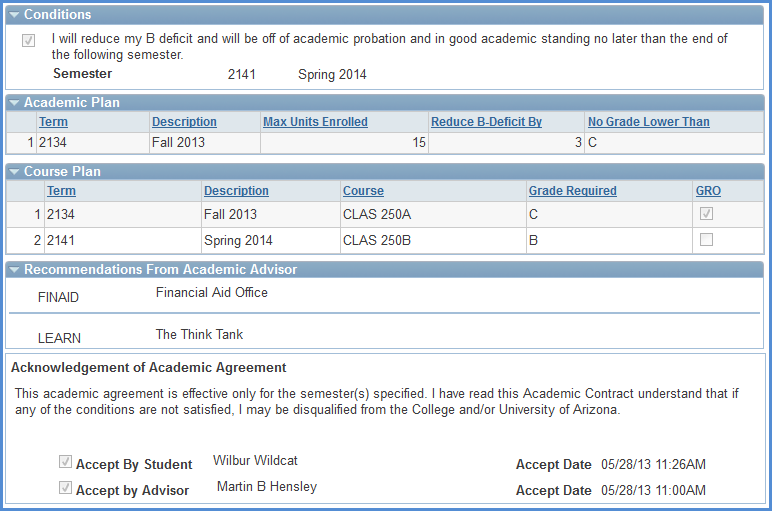 Conditions
I will reduce my B deficit and will be off of academic probation and in good academic standing no later than the end of
the following semester.
Semester 2141 Spring 2014
Academic Plan
Term Description Max Units Enrolled Reduce B-Deficit By No Grade Lower Than
1 2134 Fall 2013 15 3 C
Course Plan
Term Description Course Grade Required GRO
1 2134 Fall 2013 CLAS 250A C
2 2141 Spring 2014 CLAS 250B B
Recommendations From Academic Advisor
FINAID Financial Aid Office
LEARN The Think Tank
Acknowledgement of Academic Agreement
This academic agreement is effective only for the semester(s) specified. I have read this Academic Contract understand that if
any of the conditions are not satisfied, I may be disqualified from the College and/or University of Arizona.
Accept By Student Wilbur Wildcat Accept Date 05/28/13 11:26AM
Accept by Advisor Martin B Hensley Accept Date 05/28/13 11:00AM